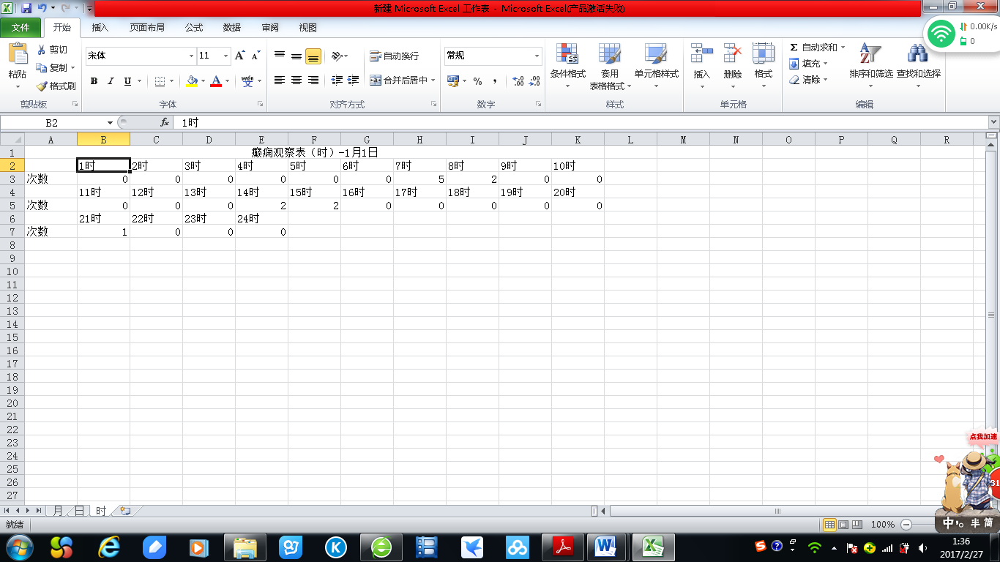 新建 Microsoft Excel 工作表 - Microsoft Excel(产品激活失败)
文件 开始 插入 页面布局 公式 数据 审阅 视图
0.00K/s
0
粘贴 剪切 复制 格式刷 剪贴板
宋体 11 B I U wén 字体
自动换行 合并后居中 对齐方式
常规 % , .00 .00 数字
条件格式 套用表格格式 单元格样式 样式
插入 删除 格式 单元格
Σ 自动求和 填充 清除 排序和筛选 查找和选择 编辑
B2 fx 1时
A B C D E F G H I J K L M N O P Q R
1 癫痫观察表（时）-1月1日
2 1时 2时 3时 4时 5时 6时 7时 8时 9时 10时
3 次数 0 0 0 0 0 0 5 2 0 0
4 11时 12时 13时 14时 15时 16时 17时 18时 19时 20时
5 次数 0 0 0 2 2 0 0 0 0 0
6 21时 22时 23时 24时
7 次数 1 0 0 0
8
9
10
11
12
13
14
15
16
17
18
19
20
21
22
23
24
25
26
27
点我加速
31
月 日 时
就绪 100%
中 丰 简
1:36
2017/2/27